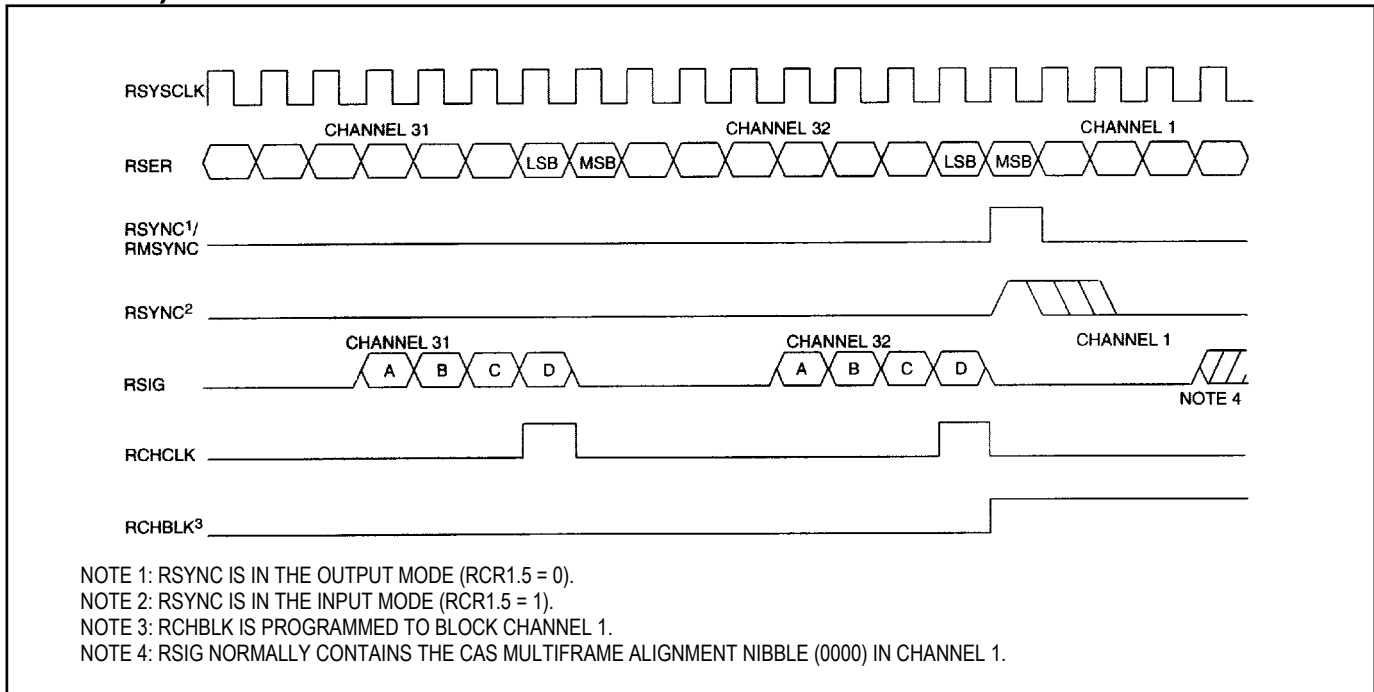 RSYSCLK
CHANNEL 31 CHANNEL 32 CHANNEL 1
RSER LSB MSB LSB MSB
RSYNC1/
RMSYNC
RSYNC2
CHANNEL 31 CHANNEL 32 CHANNEL 1
RSIG A B C D A B C D
NOTE 4
RCHCLK
RCHBLK3
NOTE 1: RSYNC IS IN THE OUTPUT MODE (RCR1.5 = 0).
NOTE 2: RSYNC IS IN THE INPUT MODE (RCR1.5 = 1).
NOTE 3: RCHBLK IS PROGRAMMED TO BLOCK CHANNEL 1.
NOTE 4: RSIG NORMALLY CONTAINS THE CAS MULTIFRAME ALIGNMENT NIBBLE (0000) IN CHANNEL 1.